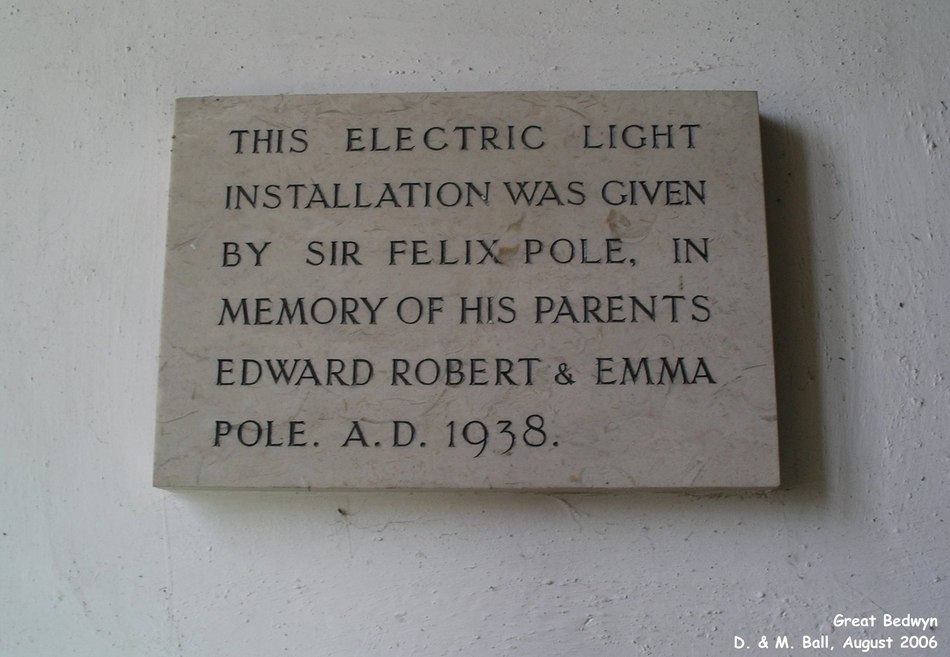 THIS ELECTRIC LIGHT
INSTALLATION WAS GIVEN
BY SIR FELIX POLE, IN
MEMORY OF HIS PARENTS
EDWARD ROBERT & EMMA
POLE. A.D. 1938.
Great Bedwyn
D. & M. Ball, August 2006